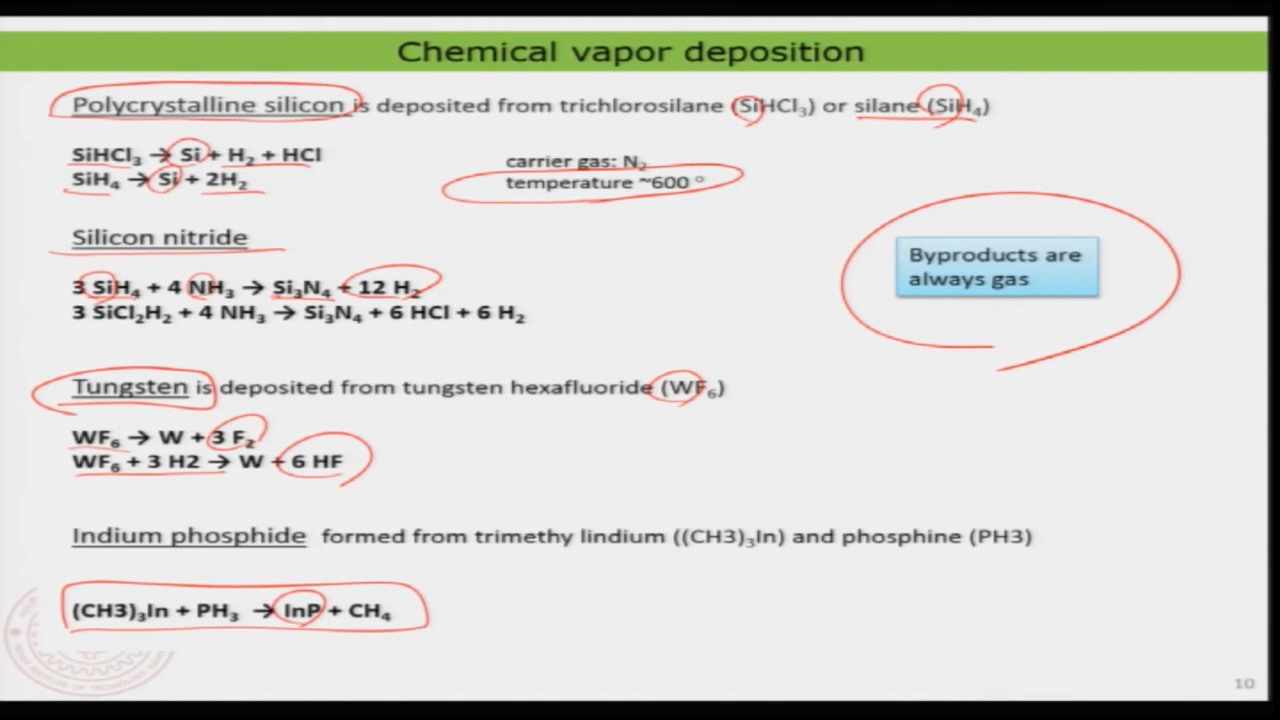 Chemical vapor deposition
Polycrystalline silicon is deposited from trichlorosilane (SiHCl₃) or silane (SiH₄)
SiHCl₃ → Si + H₂ + HCl
SiH₄ → Si + 2H₂
carrier gas: N₂
temperature ~600 °
Silicon nitride
3 SiH₄ + 4 NH₃ → Si₃N₄ + 12 H₂
3 SiCl₂H₂ + 4 NH₃ → Si₃N₄ + 6 HCl + 6 H₂
Byproducts are
always gas
Tungsten is deposited from tungsten hexafluoride (WF₆)
WF₆ → W + 3 F₂
WF₆ + 3 H2 → W + 6 HF
Indium phosphide formed from trimethy lindium ((CH3)₃In) and phosphine (PH3)
(CH3)₃In + PH₃ → InP + CH₄
10